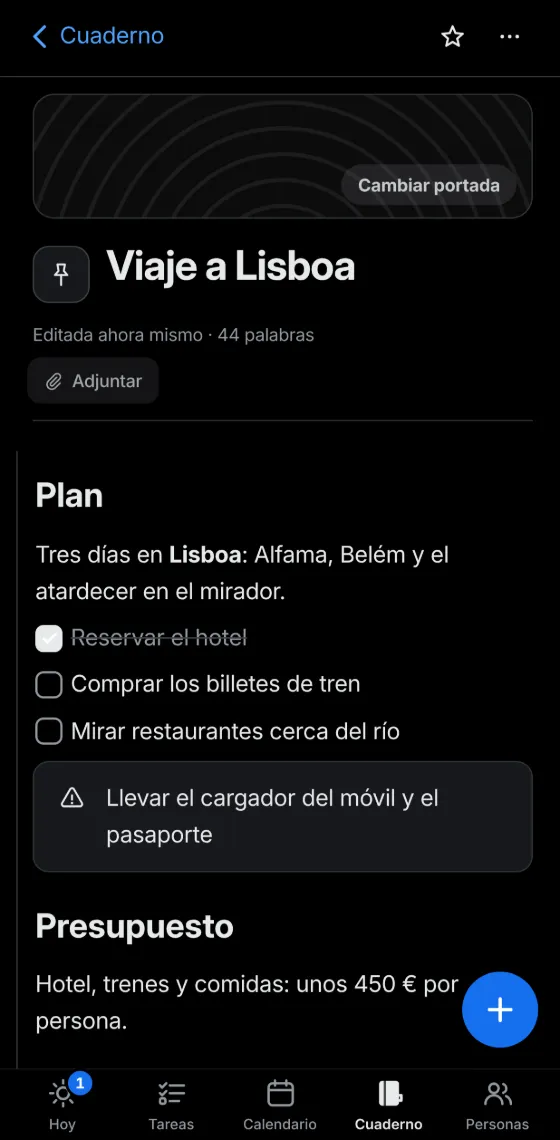 Cuaderno
Cambiar portada
Viaje a Lisboa
Editada ahora mismo · 44 palabras
Adjuntar
Plan
Tres días en Lisboa: Alfama, Belém y el
atardecer en el mirador.
Reservar el hotel
Comprar los billetes de tren
Mirar restaurantes cerca del río
Llevar el cargador del móvil y el
pasaporte
Presupuesto
Hotel, trenes y comidas: unos 450 € por
persona.
1
Hoy
Tareas
Calendario
Cuaderno
Personas